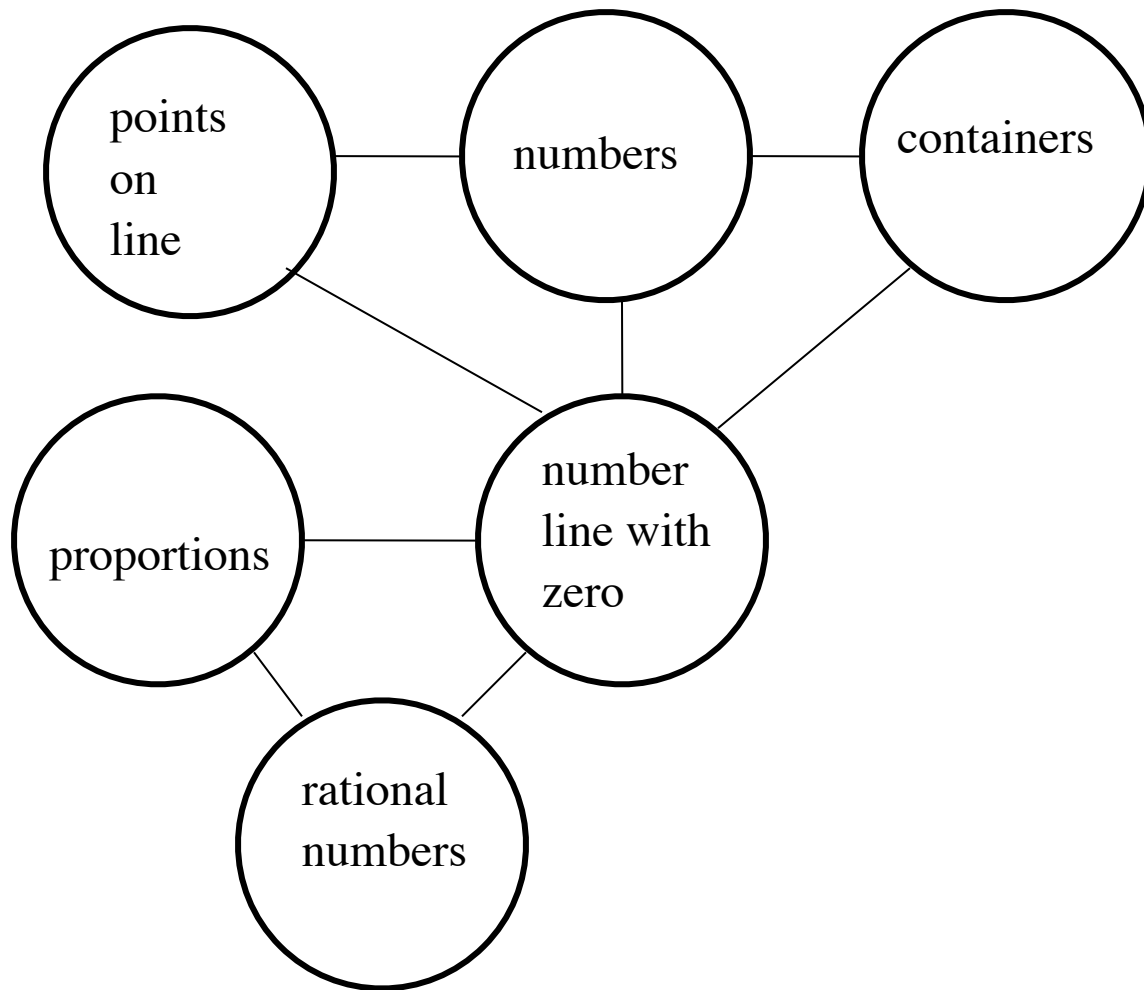 points
on
line
numbers
containers
proportions
number
line with
zero
rational
numbers